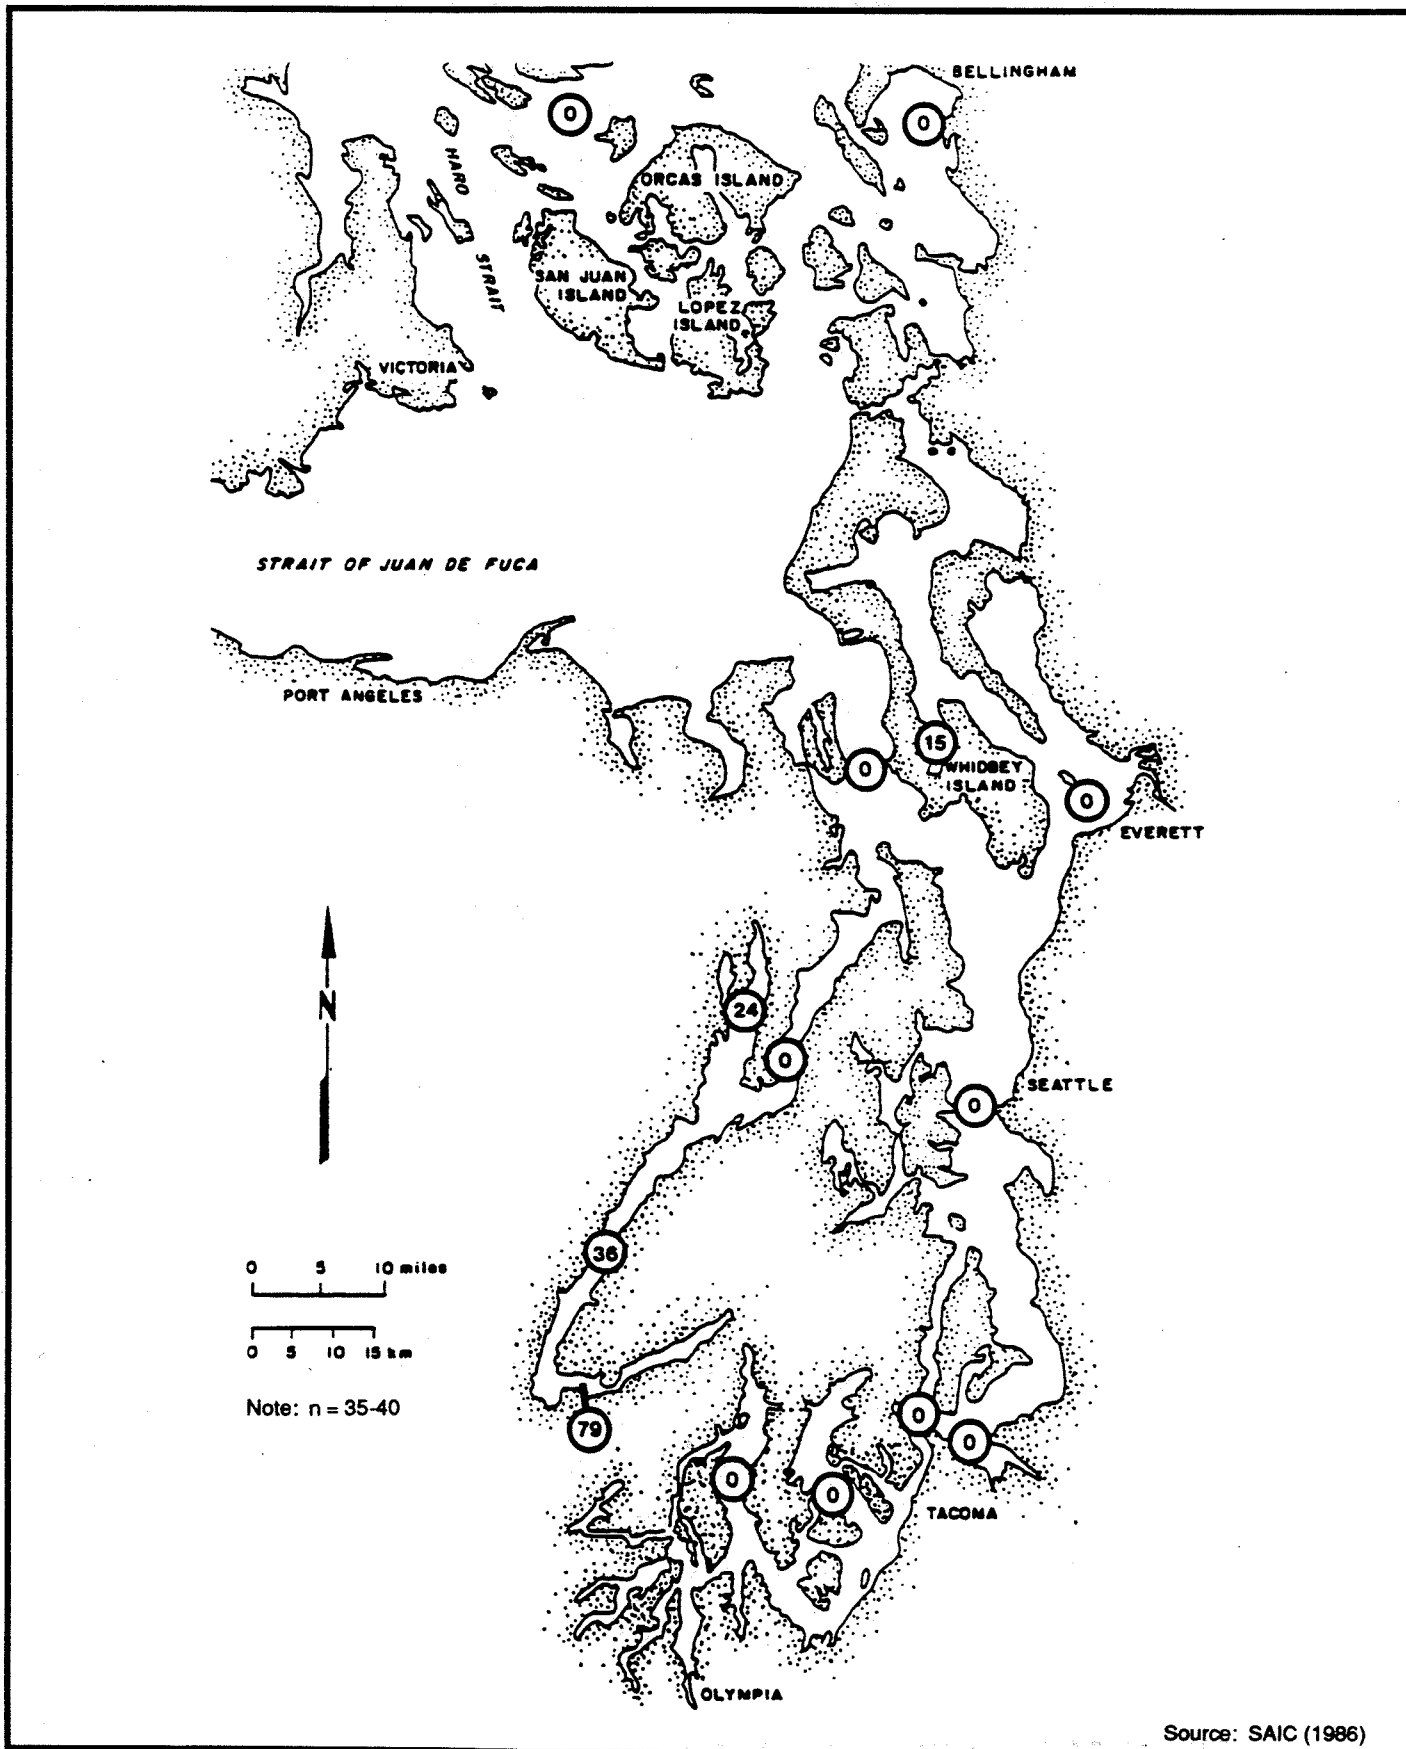 BELLINGHAM
0
0
HARO
STRAIT
ORCAS ISLAND
SAN JUAN
ISLAND
LOPEZ
ISLAND
VICTORIA
STRAIT OF JUAN DE FUCA
PORT ANGELES
15
0
WHIDBEY
ISLAND
0
EVERETT
N
24
0
SEATTLE
0
36
0 5 10 miles
0 5 10 15 km
Note: n = 35-40
79
0
0
0
0
TACOMA
OLYMPIA
Source: SAIC (1986)